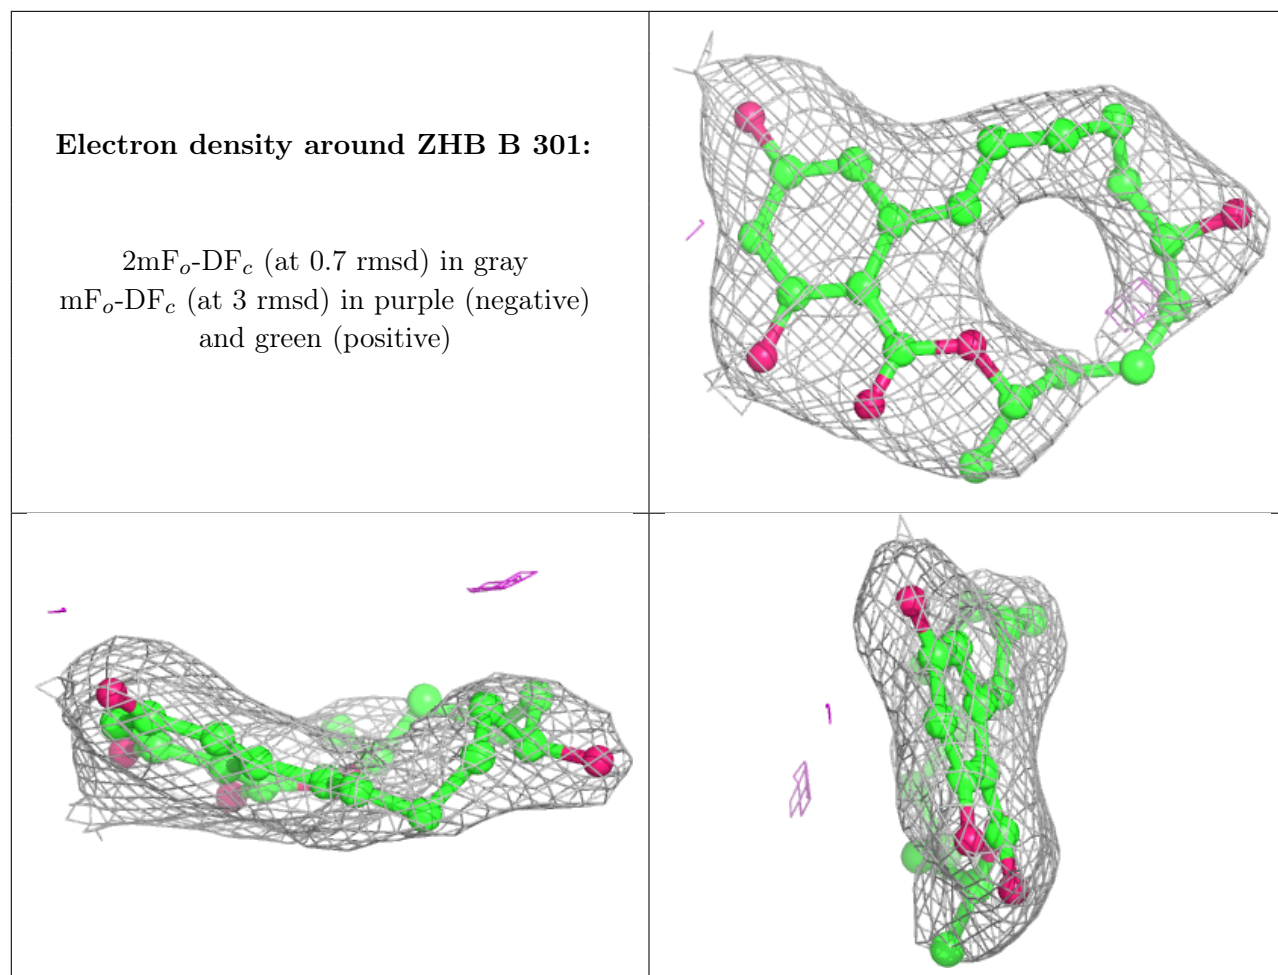 Electron density around ZHB B 301:
2mFo-DFc (at 0.7 rmsd) in gray
mFo-DFc (at 3 rmsd) in purple (negative)
and green (positive)